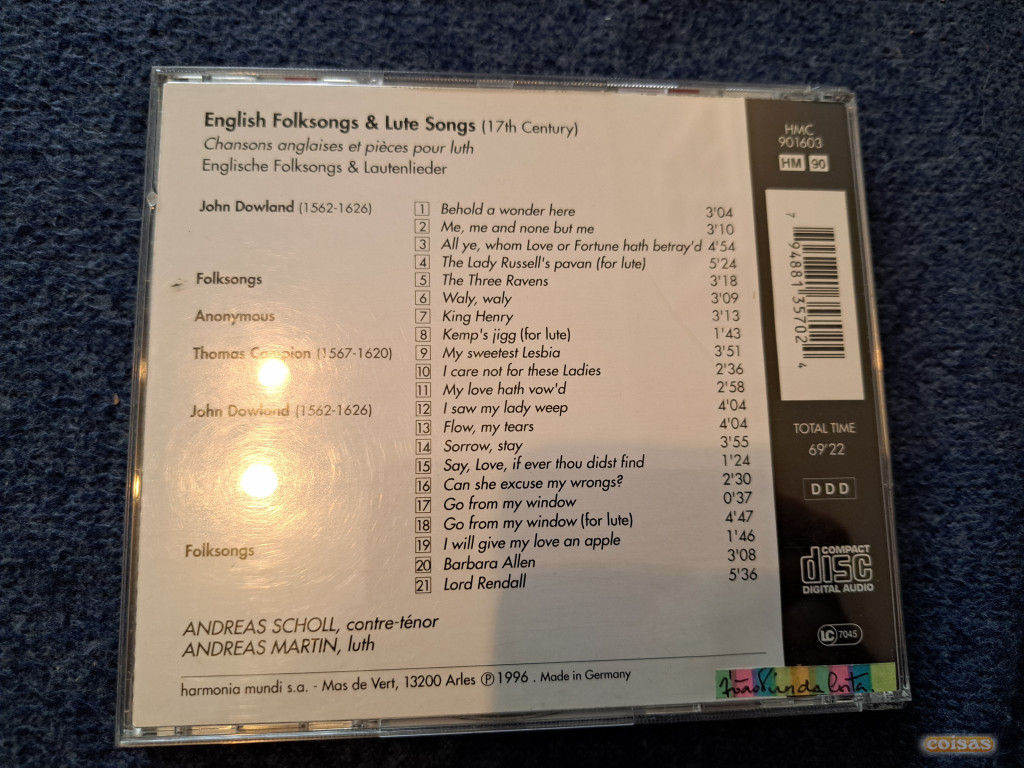 English Folksongs & Lute Songs (17th Century)
Chansons anglaises et pièces pour luth
Englische Folksongs & Lautenlieder
John Dowland (1562-1626) 1 Behold a wonder here 3'04
2 Me, me and none but me 3'10
3 All ye, whom Love or Fortune hath betray'd 4'54
4 The Lady Russell's pavan (for lute) 5'24
Folksongs 5 The Three Ravens 3'18
6 Waly, waly 3'09
Anonymous 7 King Henry 3'13
8 Kemp's jigg (for lute) 1'43
Thomas Campion (1567-1620) 9 My sweetest Lesbia 3'51
10 I care not for these Ladies 2'36
11 My love hath vow'd 2'58
John Dowland (1562-1626) 12 I saw my lady weep 4'04
13 Flow, my tears 4'04
14 Sorrow, stay 3'55
15 Say, Love, if ever thou didst find 1'24
16 Can she excuse my wrongs? 2'30
17 Go from my window 0'37
18 Go from my window (for lute) 4'47
Folksongs 19 I will give my love an apple 1'46
20 Barbara Allen 3'08
21 Lord Rendall 5'36
ANDREAS SCHOLL, contre-ténor
ANDREAS MARTIN, luth
harmonia mundi s.a. - Mas de Vert, 13200 Arles ℗ 1996 . Made in Germany
HMC
901603
HM 90
7 94881 35702 4
TOTAL TIME
69'22
DDD
COMPACT
disc
DIGITAL AUDIO
LC 7045
coisas